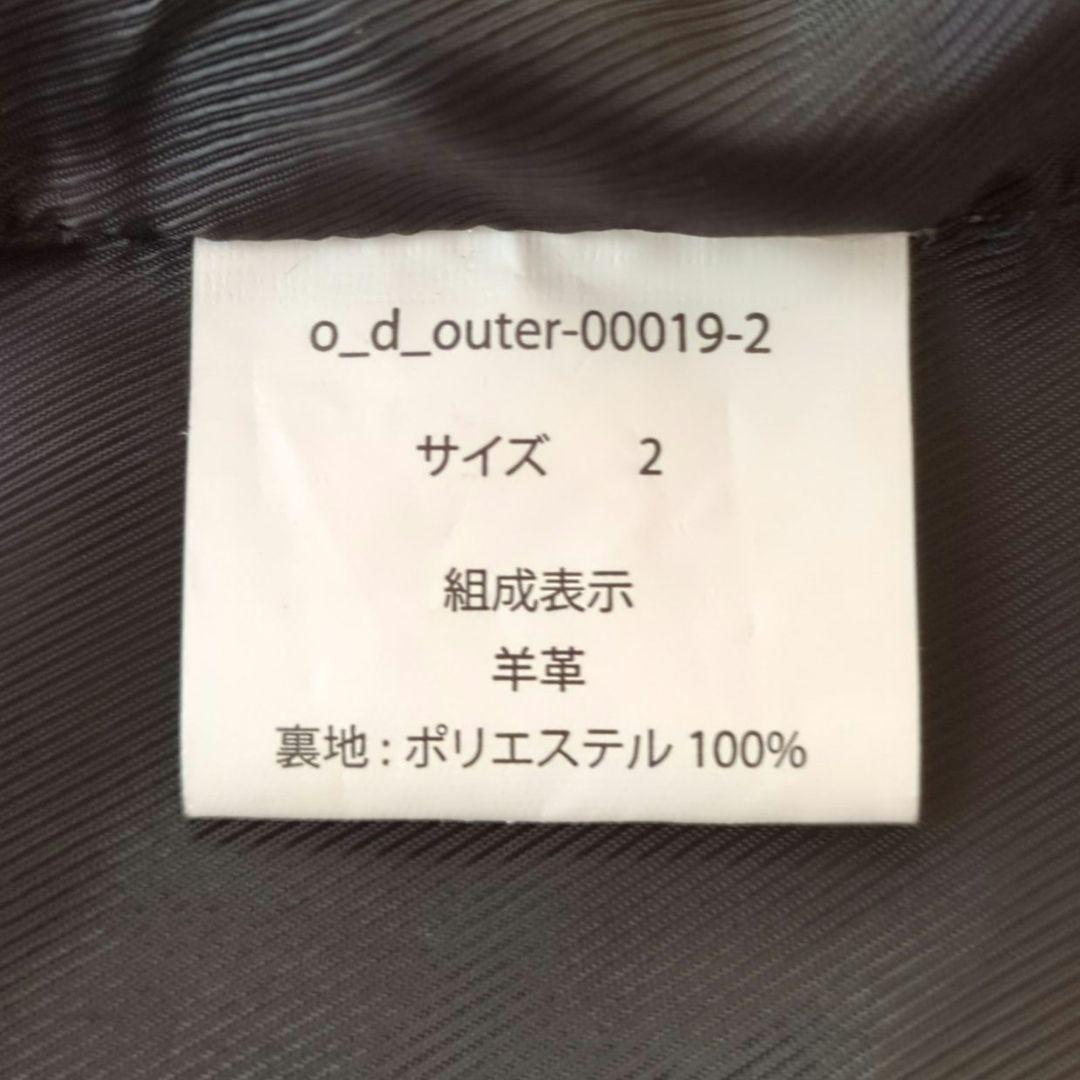 o_d_outer-00019-2
サイズ 2
組成表示
羊革
裏地 : ポリエステル 100%